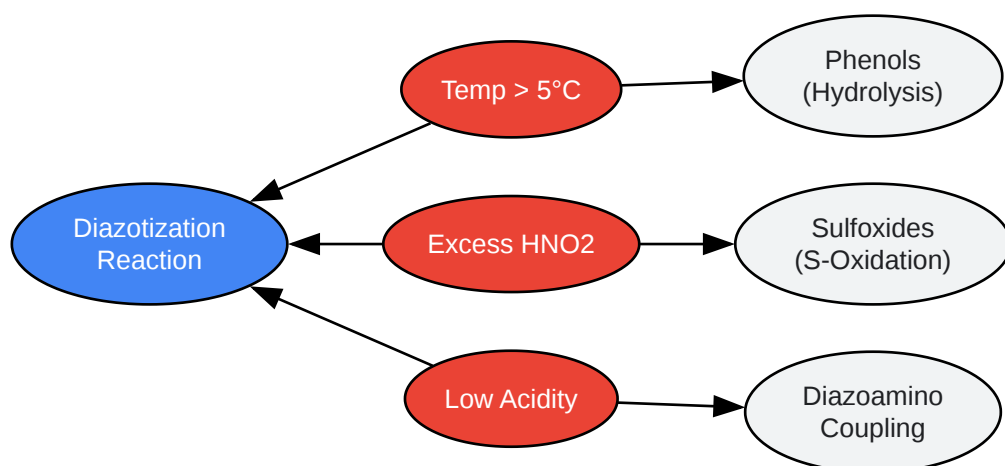 Diazotization
Reaction
Temp > 5°C
Excess HNO2
Low Acidity
Phenols
(Hydrolysis)
Sulfoxides
(S-Oxidation)
Diazoamino
Coupling